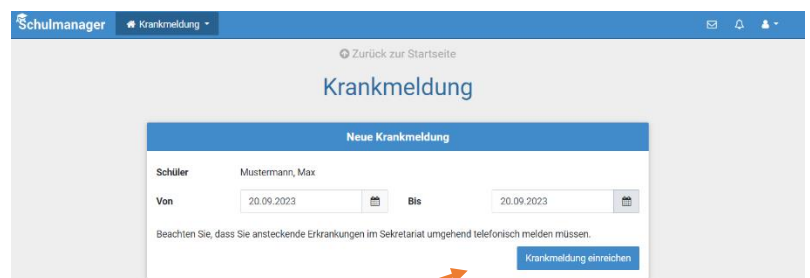 Schulmanager Krankmeldung
Zurück zur Startseite
Krankmeldung
Neue Krankmeldung
Schüler Mustermann, Max
Von 20.09.2023 Bis 20.09.2023
Beachten Sie, dass Sie ansteckende Erkrankungen im Sekretariat umgehend telefonisch melden müssen.
Krankmeldung einreichen